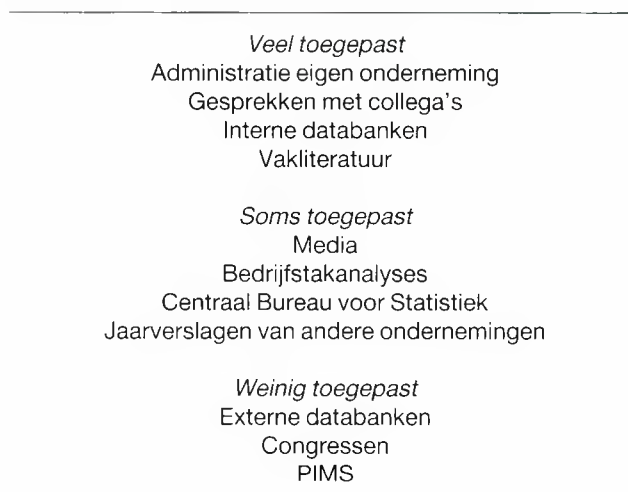 Veel toegepast
Administratie eigen onderneming
Gesprekken met collega's
Interne databanken
Vakliteratuur
Soms toegepast
Media
Bedrijfstakanalyses
Centraal Bureau voor Statistiek
Jaarverslagen van andere ondernemingen
Weinig toegepast
Externe databanken
Congressen
PIMS